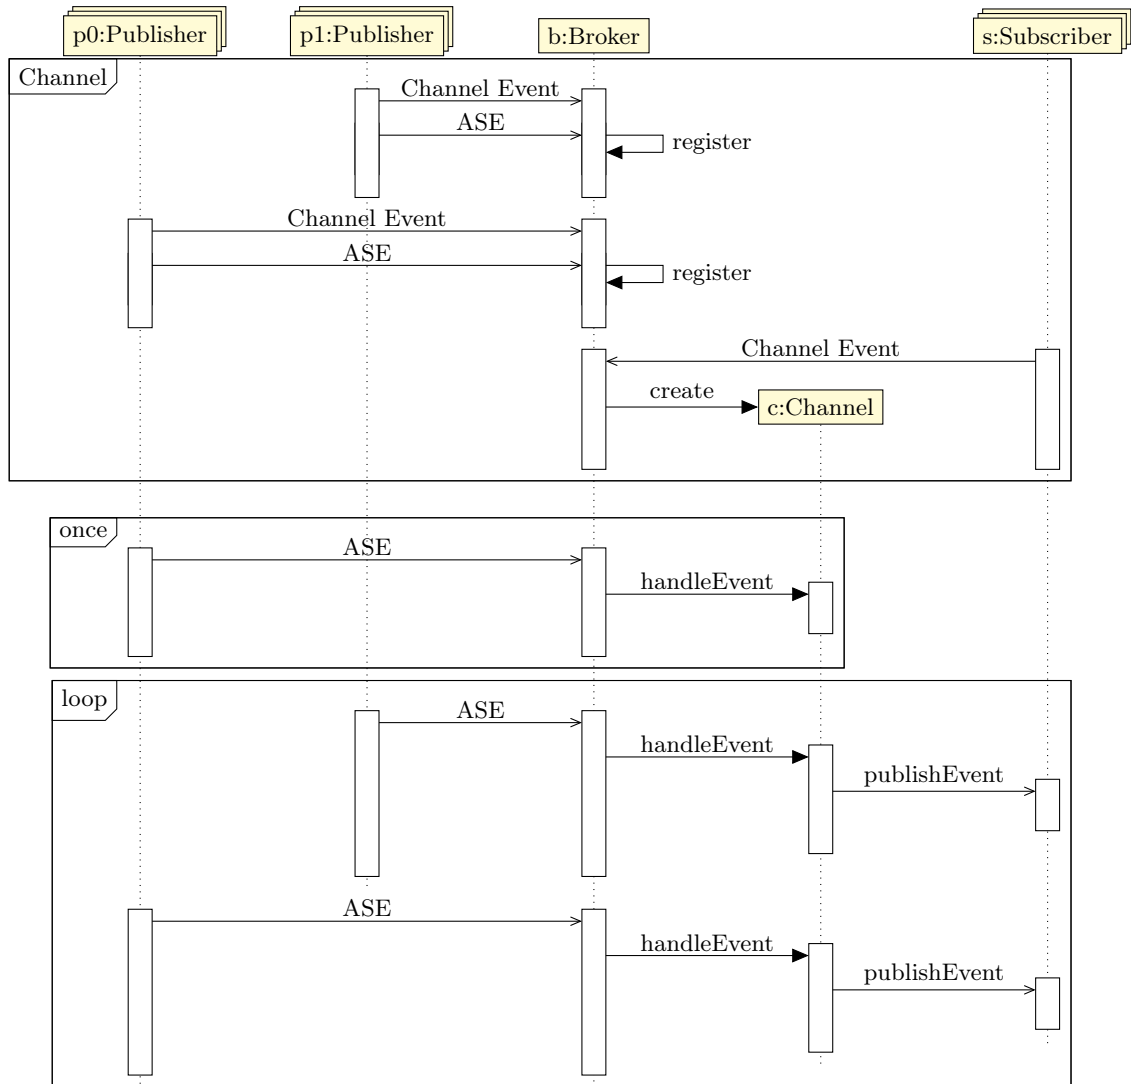 p0:Publisher
p1:Publisher
b:Broker
s:Subscriber
Channel
Channel Event
ASE
register
Channel Event
ASE
register
Channel Event
create
c:Channel
once
ASE
handleEvent
loop
ASE
handleEvent
publishEvent
ASE
handleEvent
publishEvent